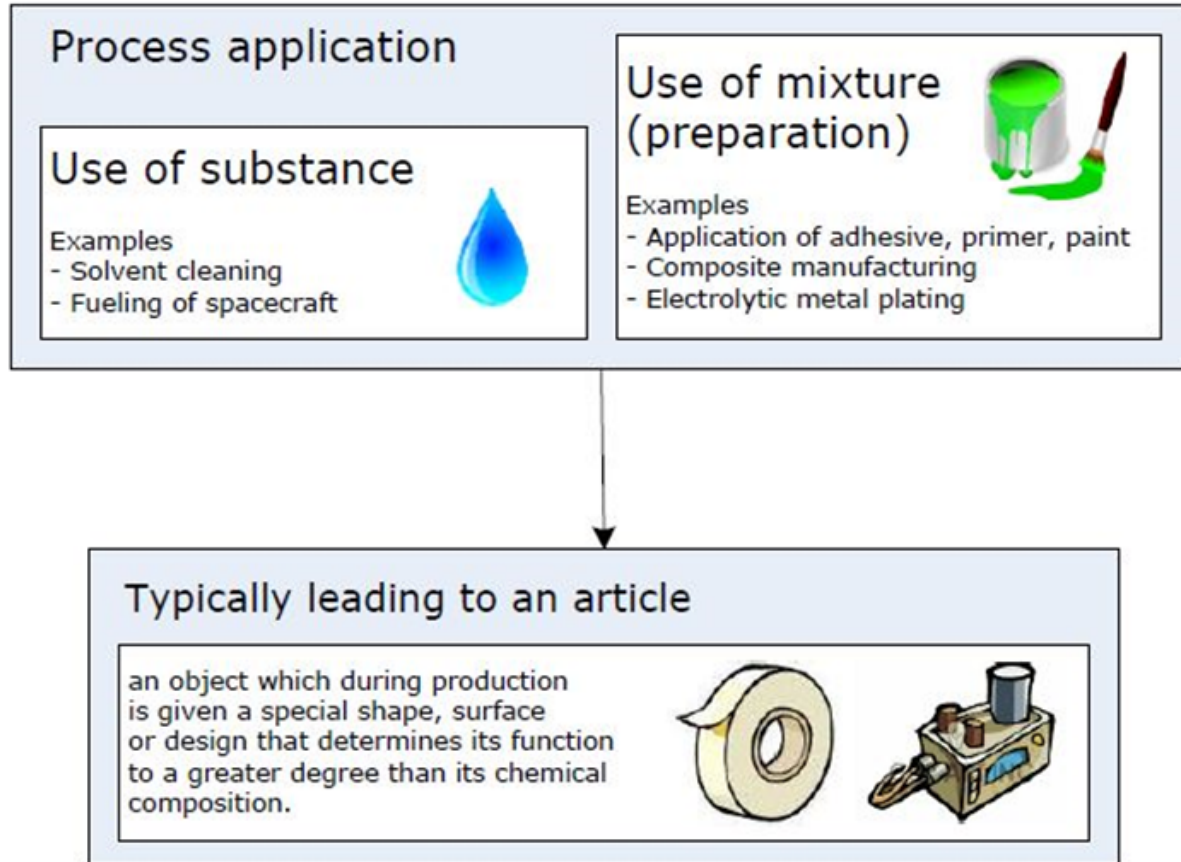 Process application
Use of substance
Examples
- Solvent cleaning
- Fueling of spacecraft
Use of mixture
(preparation)
Examples
- Application of adhesive, primer, paint
- Composite manufacturing
- Electrolytic metal plating
Typically leading to an article
an object which during production
is given a special shape, surface
or design that determines its function
to a greater degree than its chemical
composition.